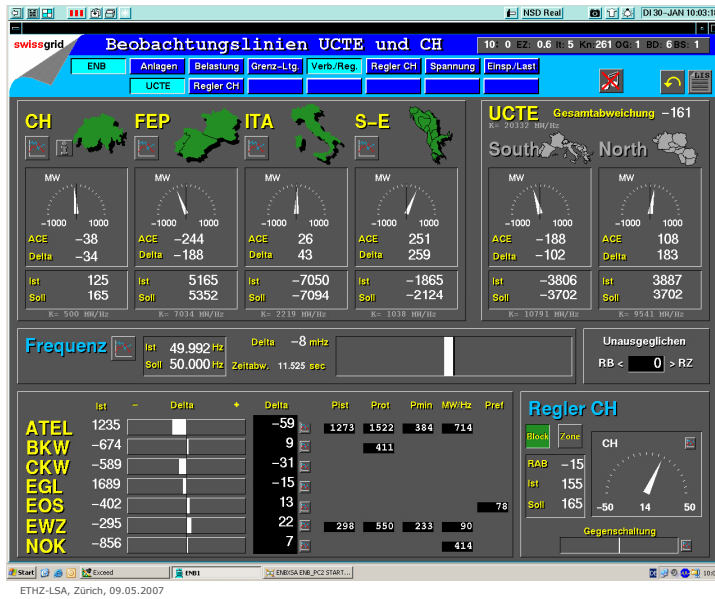 NSD Real DI 30-JAN 10:03:1
swissgrid Beobachtungslinien UCTE und CH 10: 0 EZ: 0.6 It: 5 Kn:261 OG: 1 BD: 6 BS: 1
ENB Anlagen Belastung Grenz-Ltg. Verb./Reg. Regler CH Spannung Einsp./Last
UCTE Regler CH
LIS
CH FEP ITA S-E
UCTE Gesamtabweichung -161
K= 20332 MW/Hz
South North
MW MW MW MW MW MW
-1000 1000 -1000 1000 -1000 1000 -1000 1000 -1000 1000 -1000 1000
ACE -38 ACE -244 ACE 26 ACE 251 ACE -188 ACE 108
Delta -34 Delta -188 Delta 43 Delta 259 Delta -102 Delta 183
Ist 125 Ist 5165 Ist -7050 Ist -1865 Ist -3806 Ist 3887
Soll 165 Soll 5352 Soll -7094 Soll -2124 Soll -3702 Soll 3702
K= 500 MW/Hz K= 7034 MW/Hz K= 2219 MW/Hz K= 1038 MW/Hz K= 10791 MW/Hz K= 9541 MW/Hz
Frequenz Ist 49.992 Hz Delta -8 mHz
Soll 50.000 Hz Zeitabw. 11.525 sec
Unausgeglichen
RB < 0 > RZ
Ist - Delta + Delta Pist Prot Pmin MW/Hz Pref
ATEL 1235 -59 1273 1522 384 714
BKW -674 9 411
CKW -589 -31
EGL 1689 -15
EOS -402 13 78
EWZ -295 22 298 550 233 90
NOK -856 7 414
Regler CH
Block Zone CH
RAB -15
Ist 155
Soll 165
-50 14 50
Gegenschaltung
Start Exceed ENB1 ENBXSA ENB_PC2 START... 10:0
ETHZ-LSA, Zürich, 09.05.2007